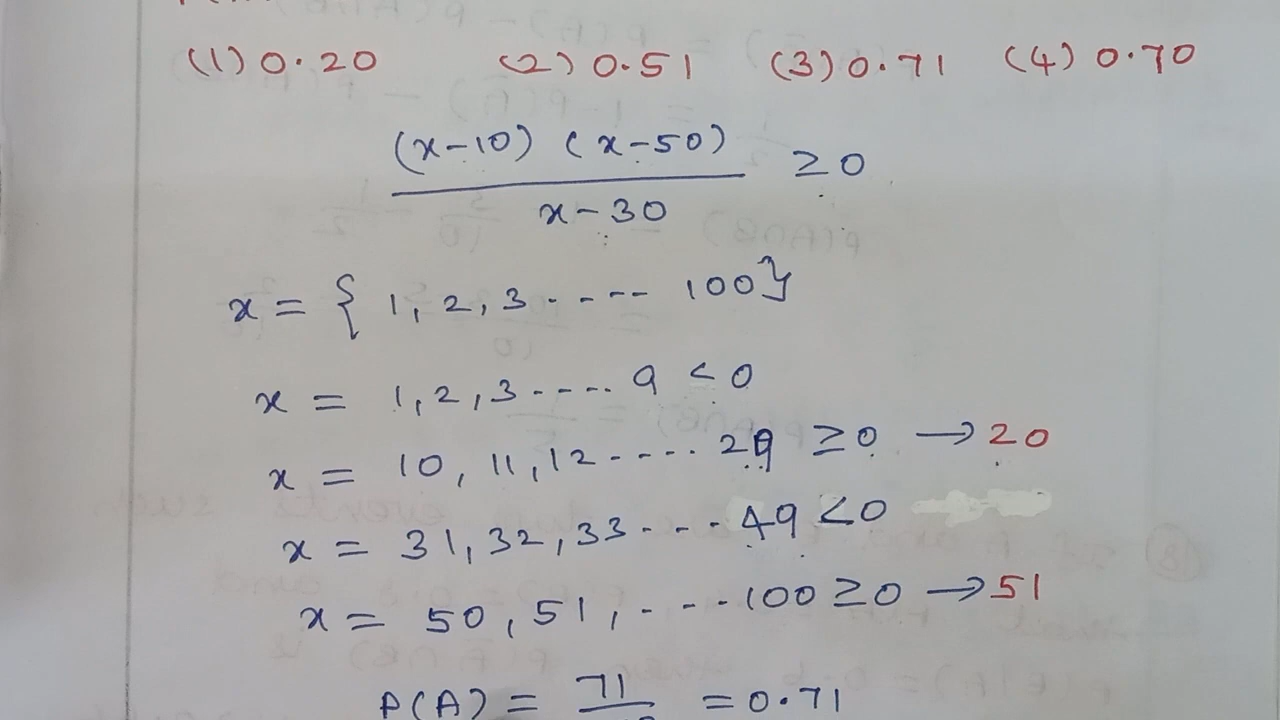 (1) 0.20 (2) 0.51 (3) 0.71 (4) 0.70
(x-10) (x-50)
≥ 0
x-30
x = { 1, 2, 3 ..... 100}
x = 1, 2, 3 ..... 9 < 0
x = 10, 11, 12 ..... 29 ≥ 0 → 20
x = 31, 32, 33 .... 49 < 0
x = 50, 51, .... 100 ≥ 0 → 51
P(A) = 71 = 0.71